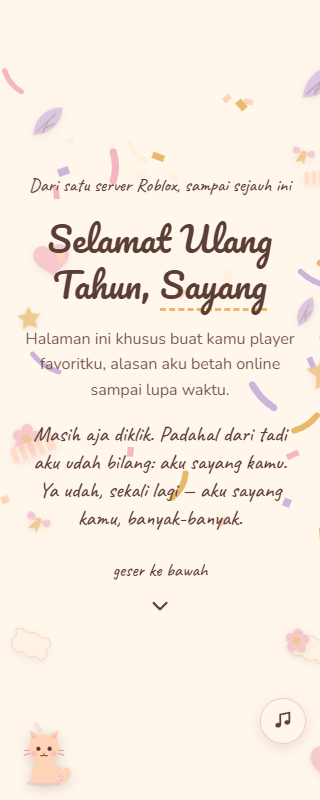 Dari satu server Roblox, sampai sejauh ini
Selamat Ulang
Tahun, Sayang
Halaman ini khusus buat kamu player
favoritku, alasan aku betah online
sampai lupa waktu.
Masih aja diklik. Padahal dari tadi
aku udah bilang: aku sayang kamu.
Ya udah, sekali lagi — aku sayang
kamu, banyak-banyak.
geser ke bawah